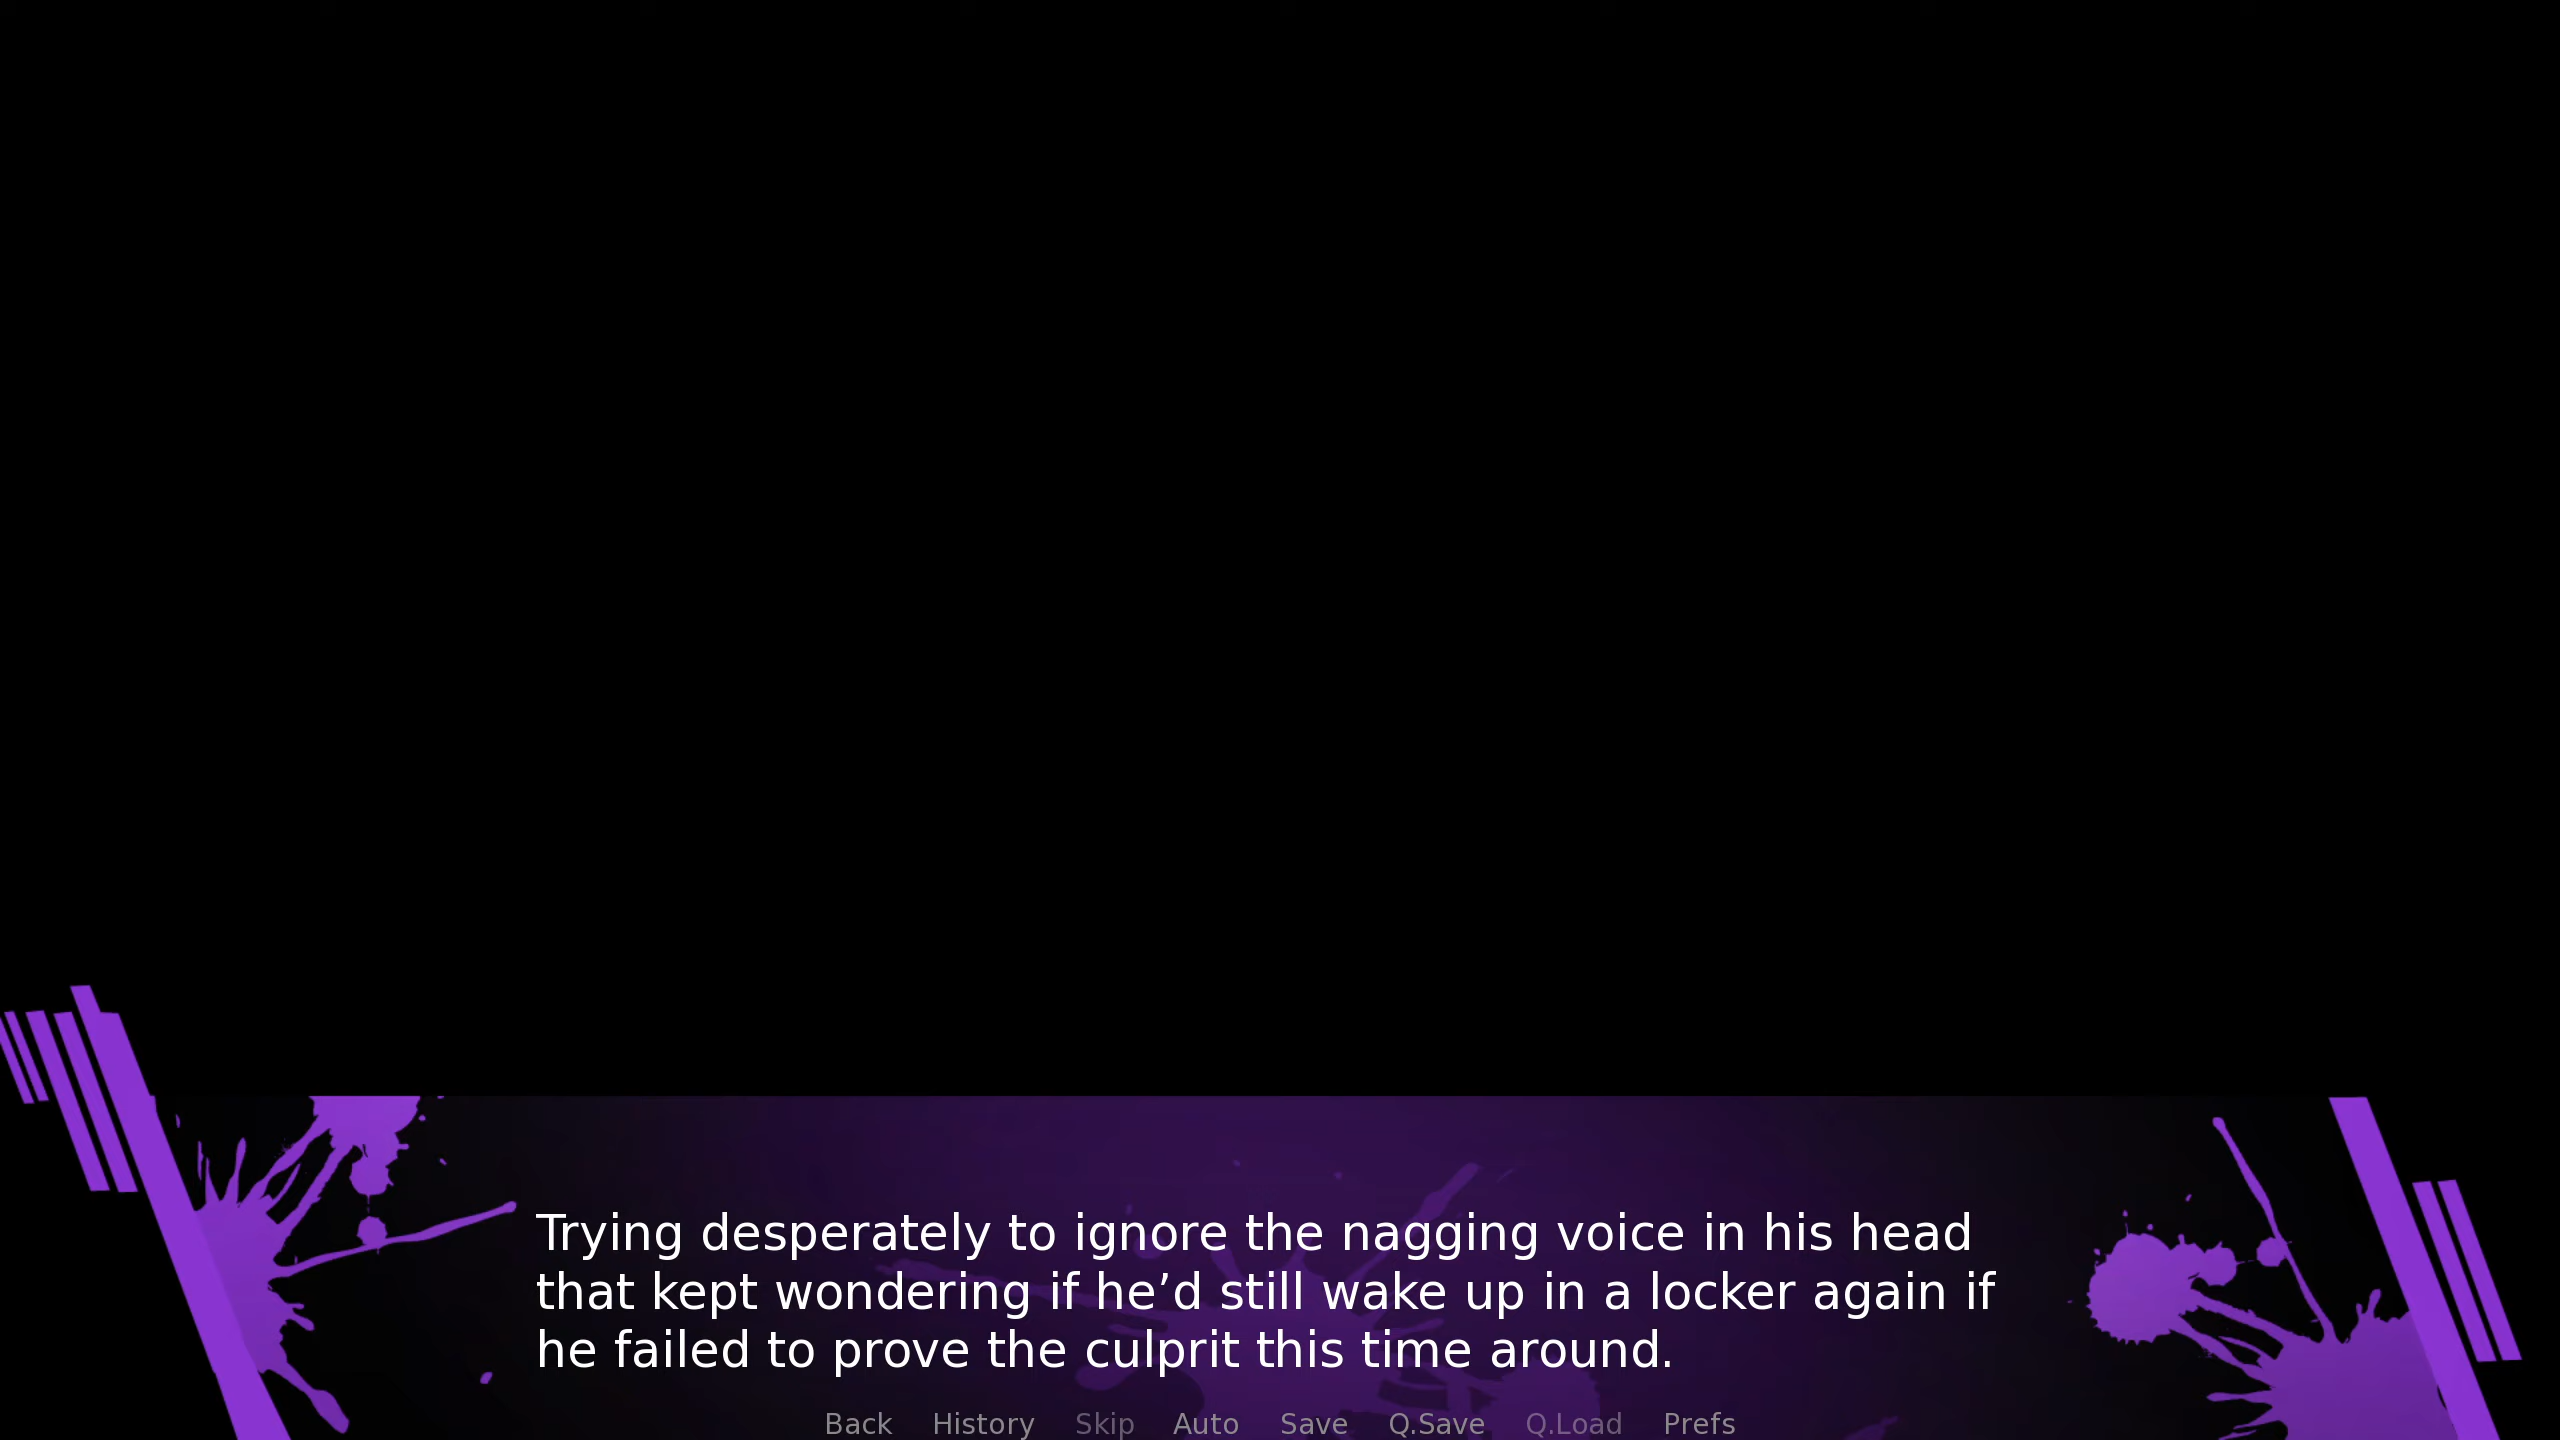 Trying desperately to ignore the nagging voice in his head
that kept wondering if he’d still wake up in a locker again if
he failed to prove the culprit this time around.
Back History Skip Auto Save Q.Save Q.Load Prefs